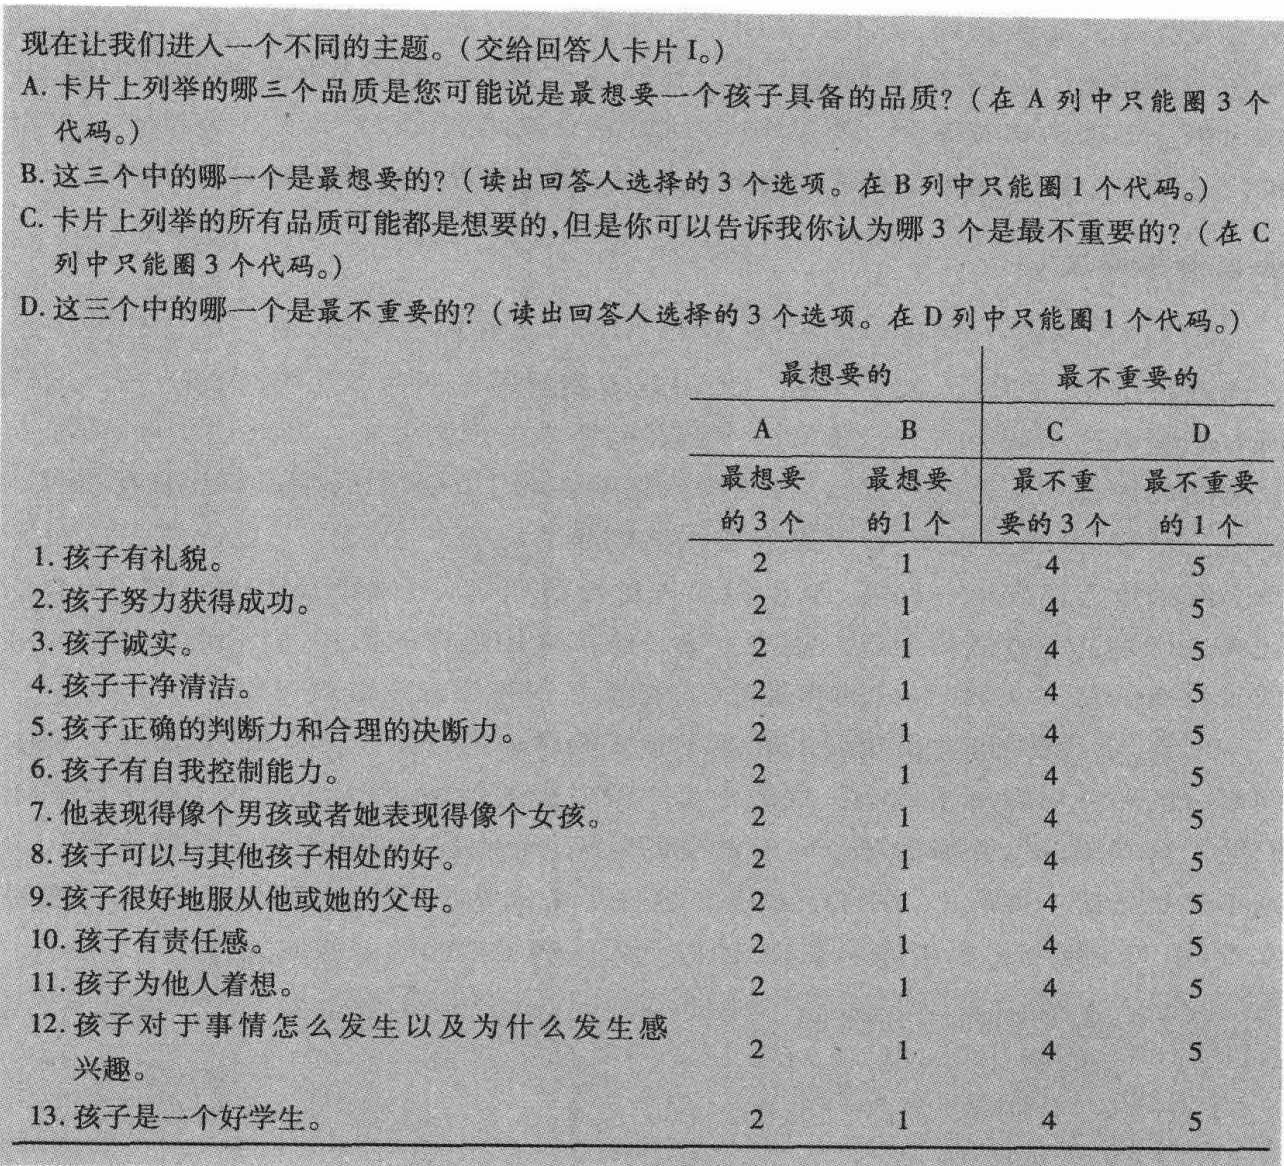 现在让我们进入一个不同的主题。(交给回答人卡片 I。)
A. 卡片上列举的哪三个品质是您可能说是最想要一个孩子具备的品质?(在 A 列中只能圈 3 个
代码。)
B. 这三个中的哪一个是最想要的?(读出回答人选择的 3 个选项。在 B 列中只能圈 1 个代码。)
C. 卡片上列举的所有品质可能都是想要的,但是你可以告诉我你认为哪 3 个是最不重要的?(在 C
列中只能圈 3 个代码。)
D. 这三个中的哪一个是最不重要的?(读出回答人选择的 3 个选项。在 D 列中只能圈 1 个代码。)
最想要的 最不重要的
A B C D
最想要 最想要 最不重 最不重要
的 3 个 的 1 个 要的 3 个 的 1 个
1. 孩子有礼貌。 2 1 4 5
2. 孩子努力获得成功。 2 1 4 5
3. 孩子诚实。 2 1 4 5
4. 孩子干净清洁。 2 1 4 5
5. 孩子正确的判断力和合理的决断力。 2 1 4 5
6. 孩子有自我控制能力。 2 1 4 5
7. 他表现得像个男孩或者她表现得像个女孩。 2 1 4 5
8. 孩子可以与其他孩子相处的好。 2 1 4 5
9. 孩子很好地服从他或她的父母。 2 1 4 5
10. 孩子有责任感。 2 1 4 5
11. 孩子为他人着想。 2 1 4 5
12. 孩子对于事情怎么发生以及为什么发生感
兴趣。 2 1 4 5
13. 孩子是一个好学生。 2 1 4 5